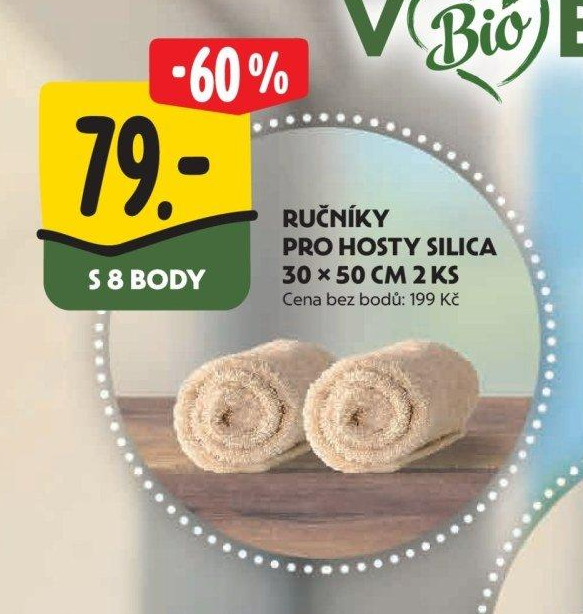 V Bio
-60%
79.-
S 8 BODY
RUČNÍKY
PRO HOSTY SILICA
30 × 50 CM 2 KS
Cena bez bodů: 199 Kč